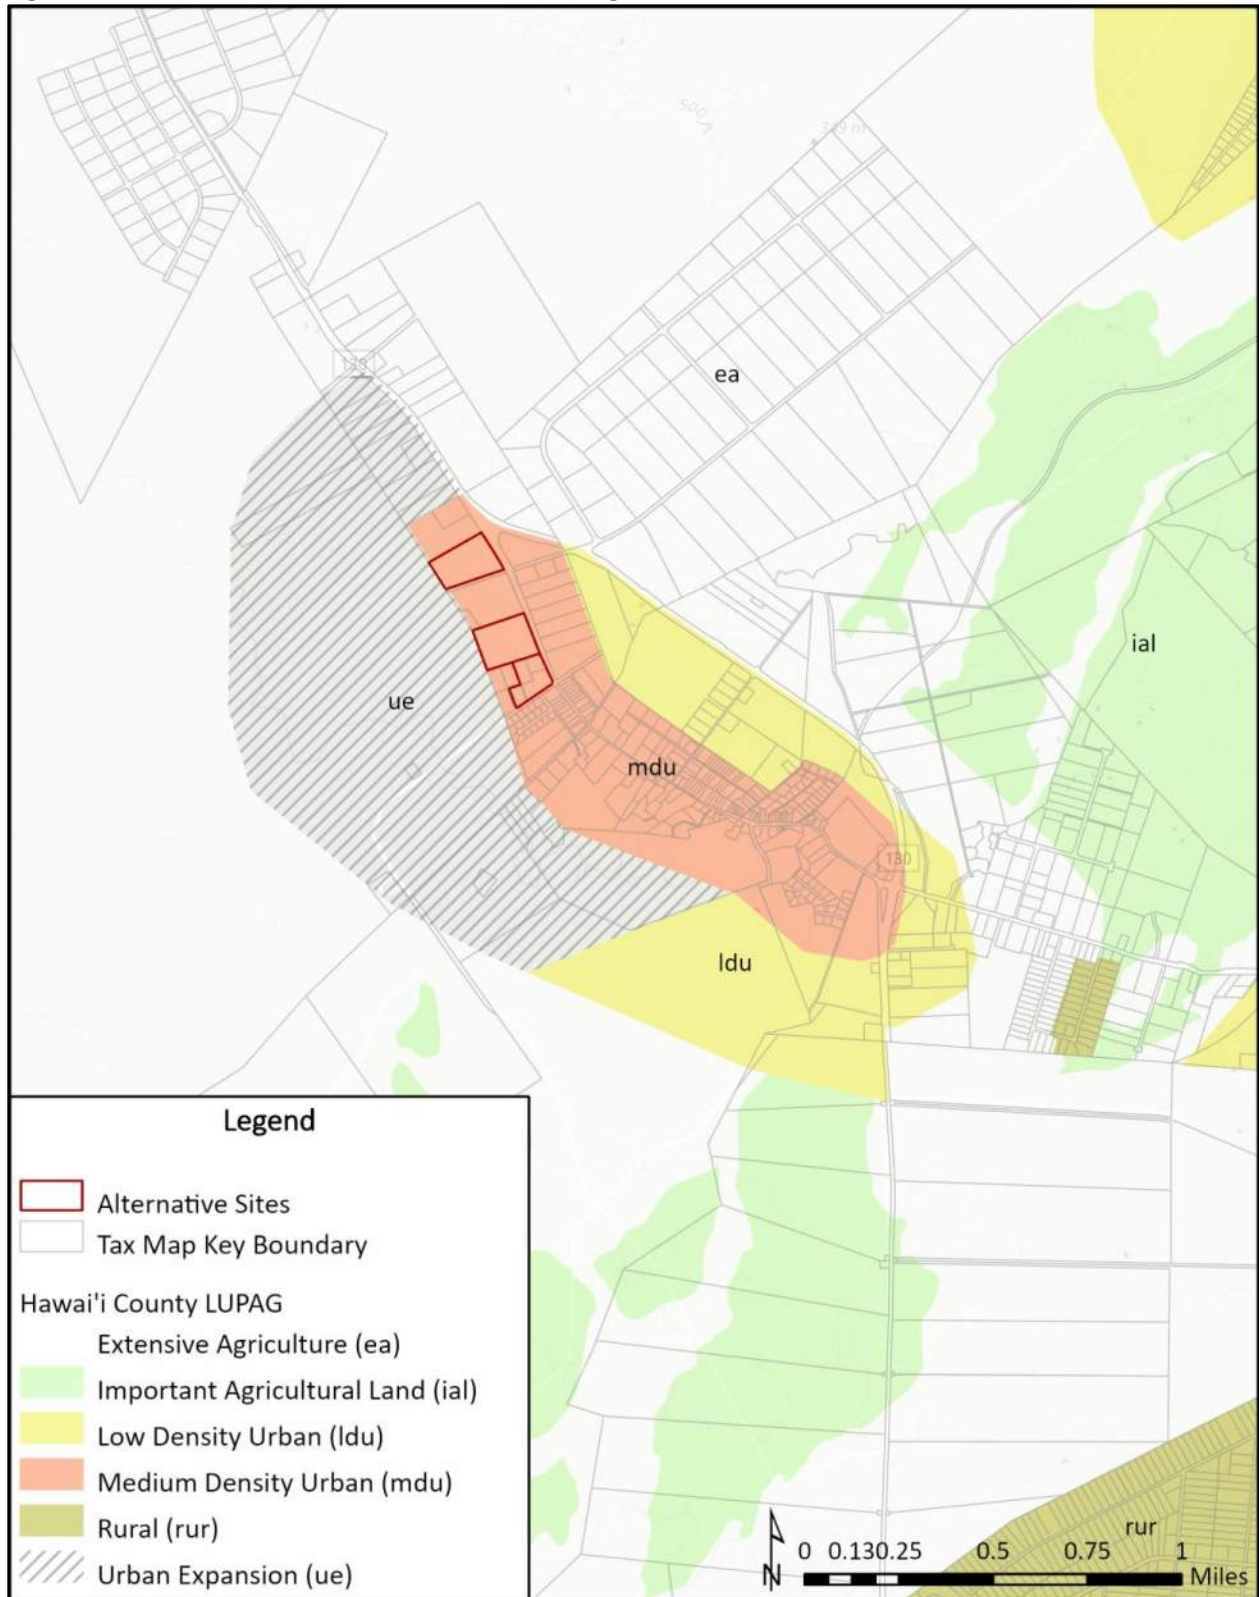 500
349 m
130
ea
ial
ue
mdu
130
ldu
Legend
Alternative Sites
Tax Map Key Boundary
Hawai'i County LUPAG
Extensive Agriculture (ea)
Important Agricultural Land (ial)
Low Density Urban (ldu)
Medium Density Urban (mdu)
Rural (rur)
Urban Expansion (ue)
rur
N
0 0.130.25 0.5 0.75 1
Miles